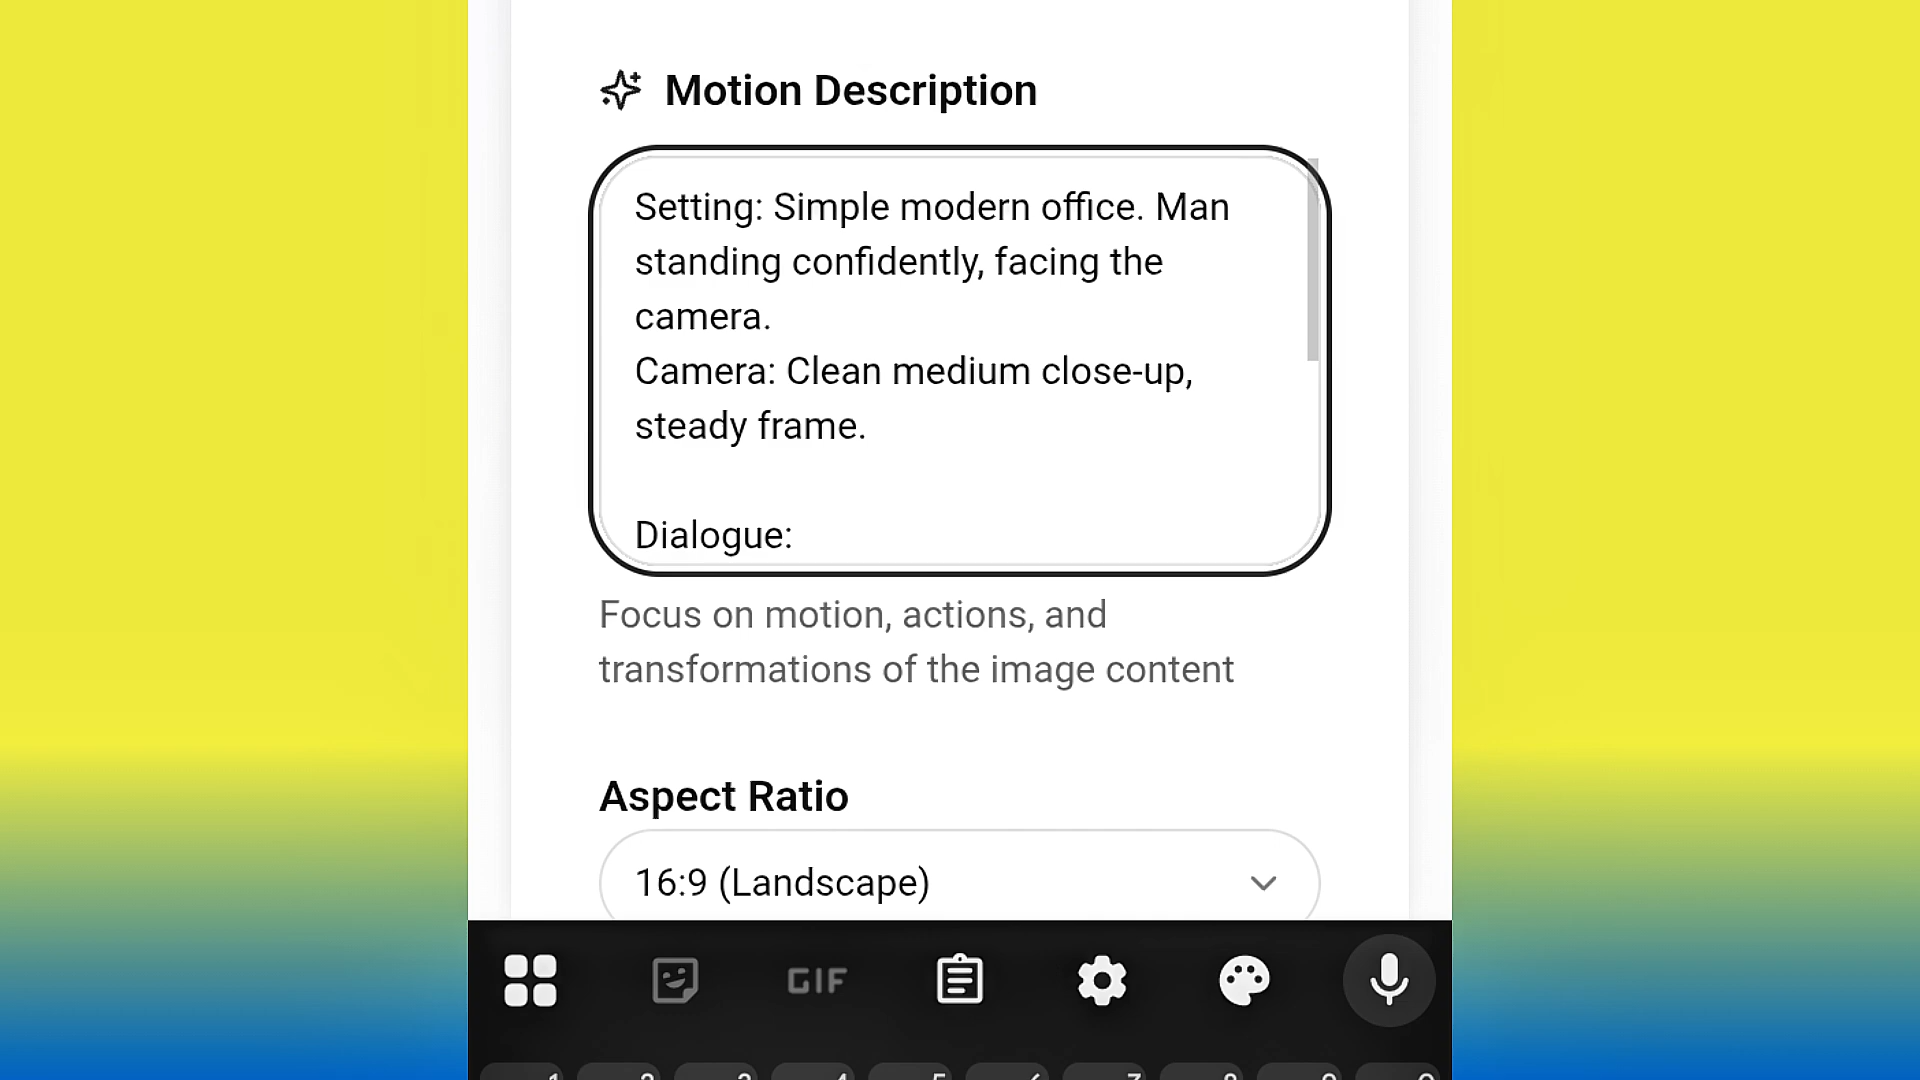 Motion Description
Setting: Simple modern office. Man
standing confidently, facing the
camera.
Camera: Clean medium close-up,
steady frame.
Dialogue:
Focus on motion, actions, and
transformations of the image content
Aspect Ratio
16:9 (Landscape)
GIF